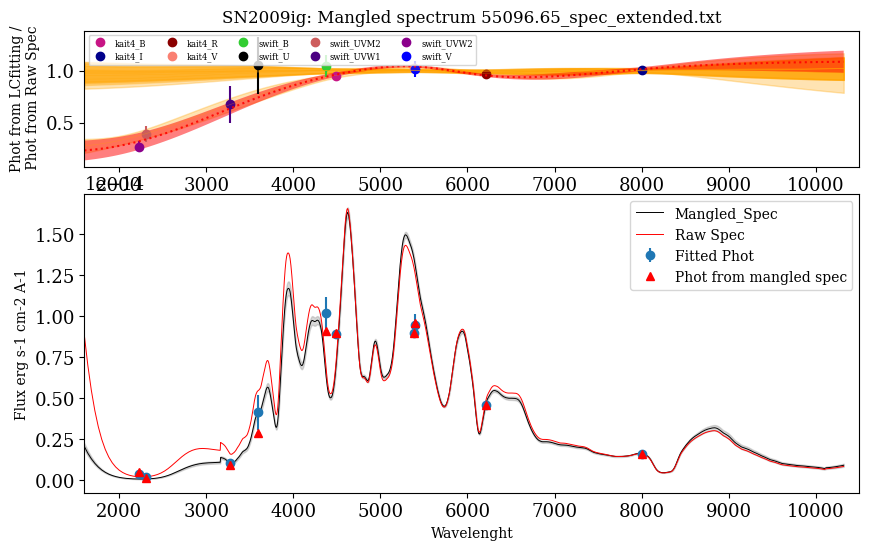 SN2009ig: Mangled spectrum 55096.65_spec_extended.txt
Phot from LCfitting /
Phot from Raw Spec
kait4_B kait4_R swift_B swift_UVM2 swift_UVW2
kait4_I kait4_V swift_U swift_UVW1 swift_V
1.0
0.5
2000 3000 4000 5000 6000 7000 8000 9000 10000
1e−14
Flux erg s-1 cm-2 A-1
Mangled_Spec
Raw Spec
Fitted Phot
Phot from mangled spec
1.50
1.25
1.00
0.75
0.50
0.25
0.00
2000 3000 4000 5000 6000 7000 8000 9000 10000
Wavelenght